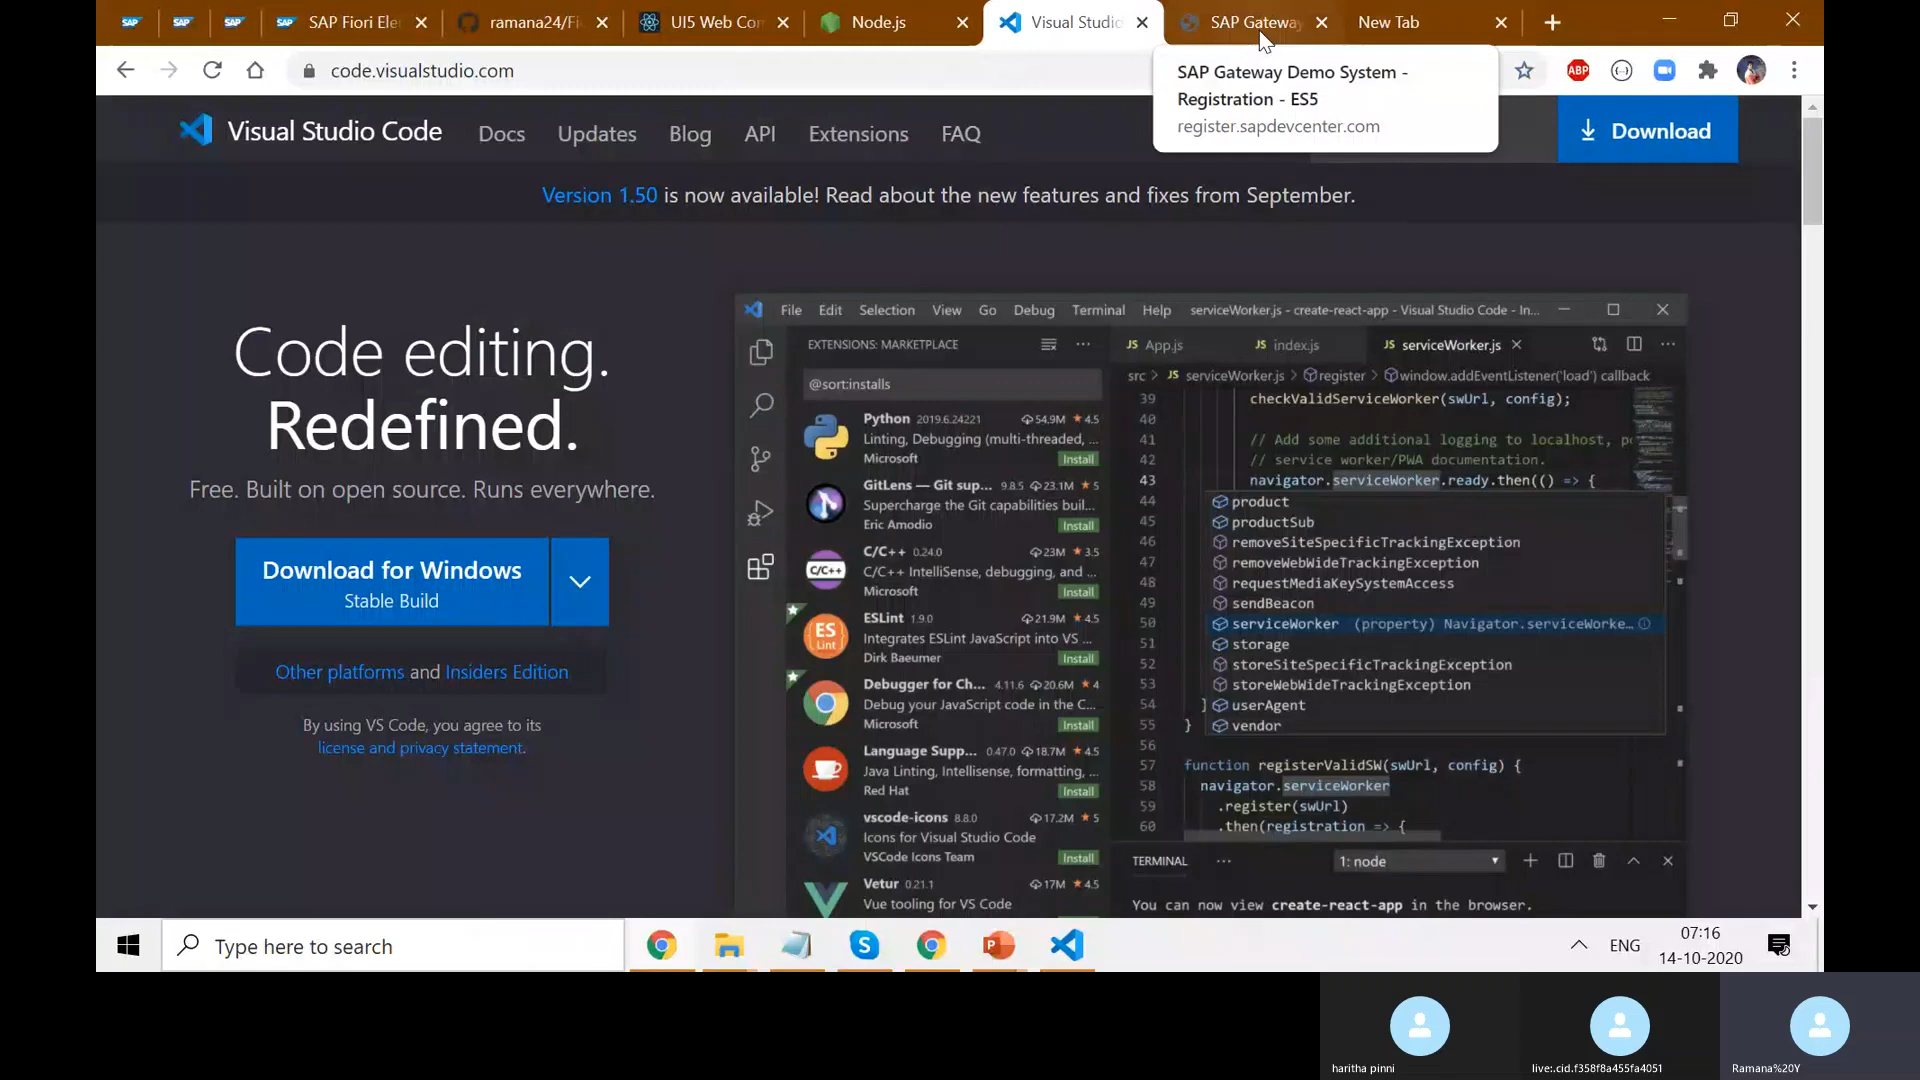 SAP Fiori Ele
ramana24/Fi
UI5 Web Co
Node.js
Visual Studi
SAP Gateway
New Tab
code.visualstudio.com
SAP Gateway Demo System -
Registration - ES5
register.sapdevcenter.com
ABP
Visual Studio Code
Docs
Updates
Blog
API
Extensions
FAQ
Download
Version 1.50 is now available! Read about the new features and fixes from September.
Code editing.
Redefined.
Free. Built on open source. Runs everywhere.
Download for Windows
Stable Build
Other platforms and Insiders Edition
By using VS Code, you agree to its
license and privacy statement.
File Edit Selection View Go Debug Terminal Help serviceWorker.js - create-react-app - Visual Studio Code - In...
EXTENSIONS: MARKETPLACE
@sort:installs
Python 2019.6.24221 54.9M 4.5
Linting, Debugging (multi-threaded, ...
Microsoft Install
GitLens — Git sup... 9.8.5 23.1M 5
Supercharge the Git capabilities buil...
Eric Amodio Install
C/C++ 0.24.0 23M 3.5
C/C++ IntelliSense, debugging, and ...
Microsoft Install
ESLint 1.9.0 21.9M 4.5
Integrates ESLint JavaScript into VS ...
Dirk Baeumer Install
Debugger for Ch... 4.11.6 20.6M 4
Debug your JavaScript code in the C...
Microsoft Install
Language Supp... 0.47.0 18.7M 4.5
Java Linting, Intellisense, formatting, ...
Red Hat Install
vscode-icons 8.8.0 17.2M 5
Icons for Visual Studio Code
VSCode Icons Team Install
Vetur 0.21.1 17M 4.5
Vue tooling for VS Code
JS App.js JS index.js JS serviceWorker.js
src > JS serviceWorker.js > register > window.addEventListener('load') callback
39 checkValidServiceWorker(swUrl, config);
40
41 // Add some additional logging to localhost, p
42 // service worker/PWA documentation.
43 navigator.serviceWorker.ready.then(() => {
44 product
45 productSub
46 removeSiteSpecificTrackingException
47 removeWebWideTrackingException
48 requestMediaKeySystemAccess
49 sendBeacon
50 serviceWorker (property) Navigator.serviceWorke...
51 storage
52 storeSiteSpecificTrackingException
53 storeWebWideTrackingException
54 } userAgent
55 } vendor
56
57 function registerValidSW(swUrl, config) {
58 navigator.serviceWorker
59 .register(swUrl)
60 .then(registration => {
TERMINAL ... 1: node
You can now view create-react-app in the browser.
Type here to search
ENG
07:16
14-10-2020
haritha pinni
live:.cid.f358f8a455fa4051
Ramana%20Y